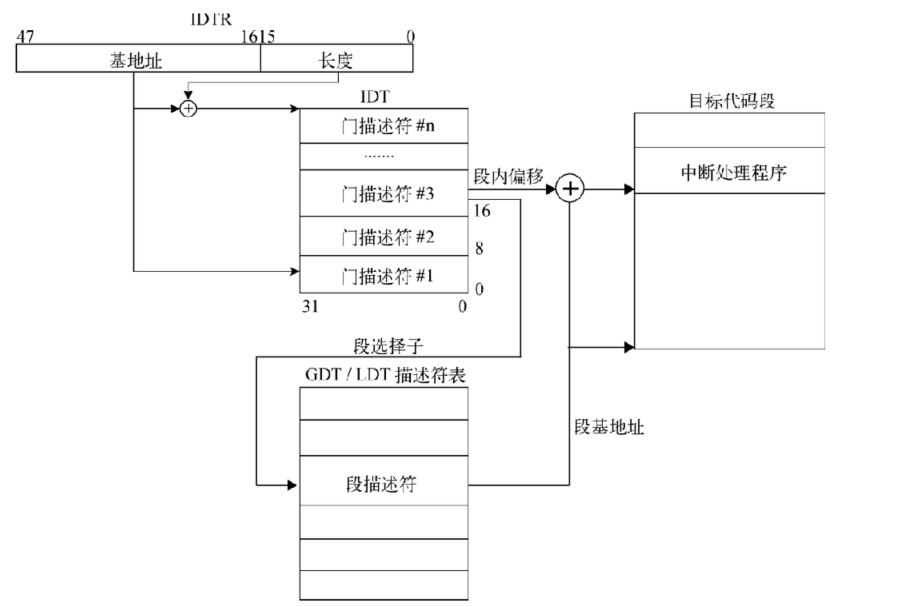 IDTR
47 1615 0
基地址 长度
IDT
目标代码段
门描述符 #n
.......
中断处理程序
段内偏移
门描述符 #3
16
门描述符 #2
8
门描述符 #1
0
31 0
段选择子
GDT / LDT 描述符表
段基地址
段描述符